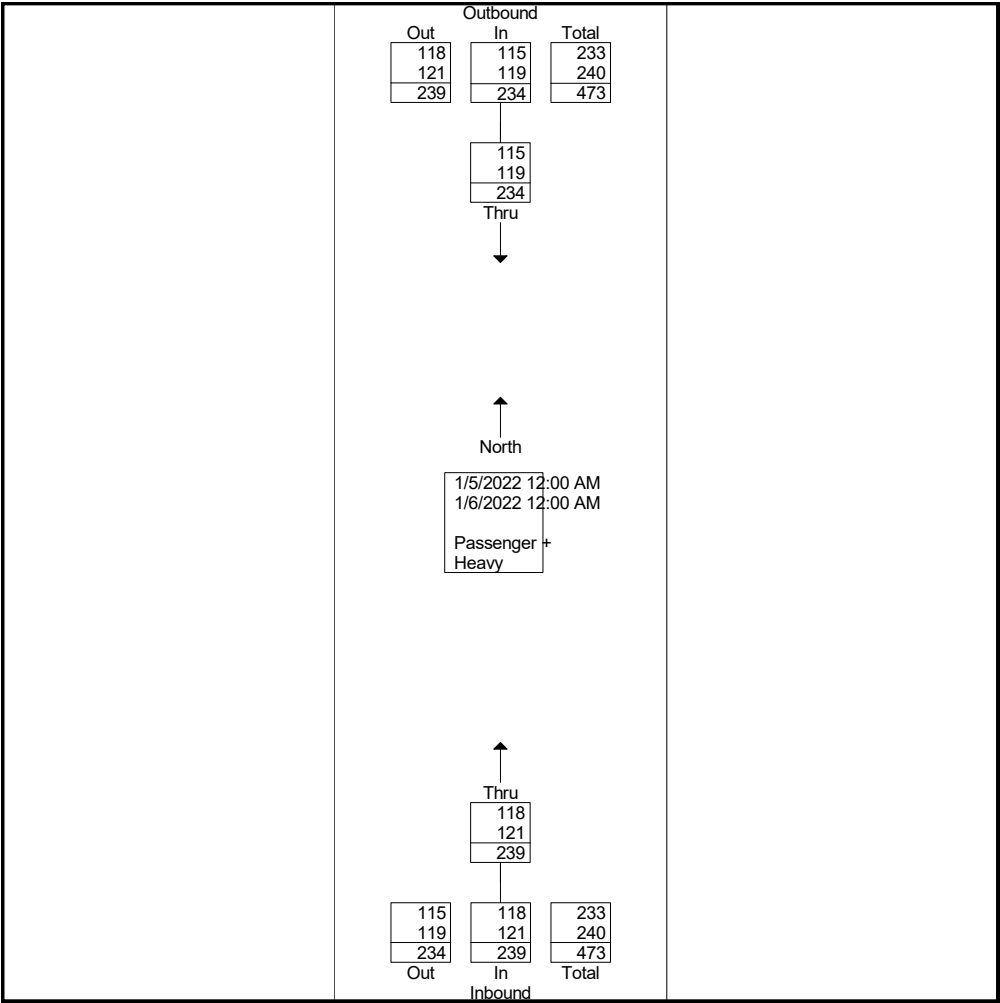 Outbound
Out In Total
118 115 233
121 119 240
239 234 473
115
119
234
Thru
North
1/5/2022 12:00 AM
1/6/2022 12:00 AM
Passenger +
Heavy
Thru
118
121
239
115 118 233
119 121 240
234 239 473
Out In Total
Inbound